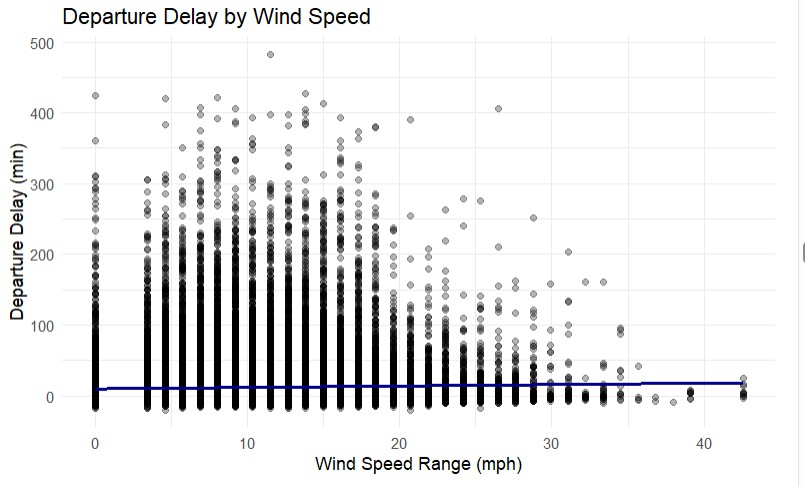 Departure Delay by Wind Speed
500
400
300
200
100
0
Departure Delay (min)
0 10 20 30 40
Wind Speed Range (mph)